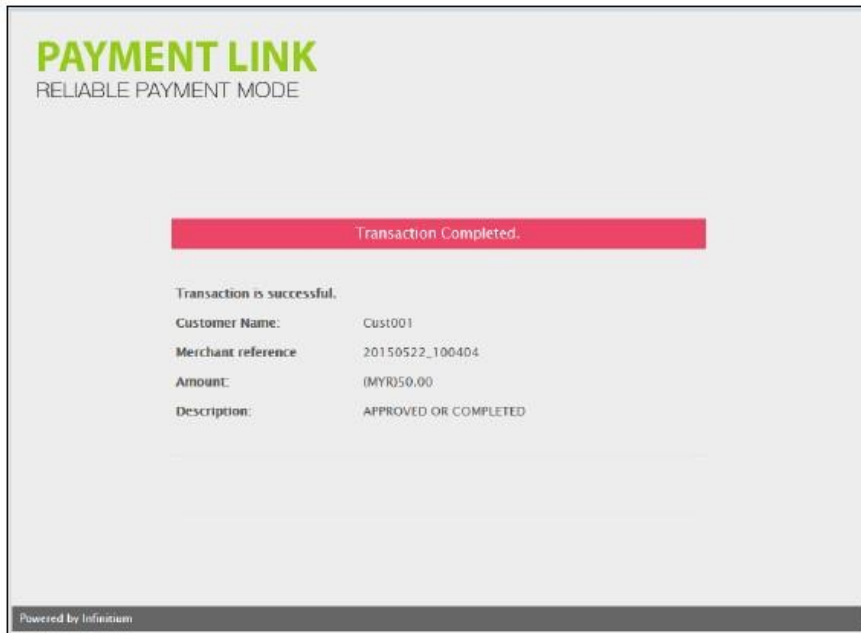 PAYMENT LINK
RELIABLE PAYMENT MODE
Transaction Completed.
Transaction is successful.
Customer Name: Cust001
Merchant reference 20150522_100404
Amount: (MYR)50.00
Description: APPROVED OR COMPLETED
Powered by Infinitium